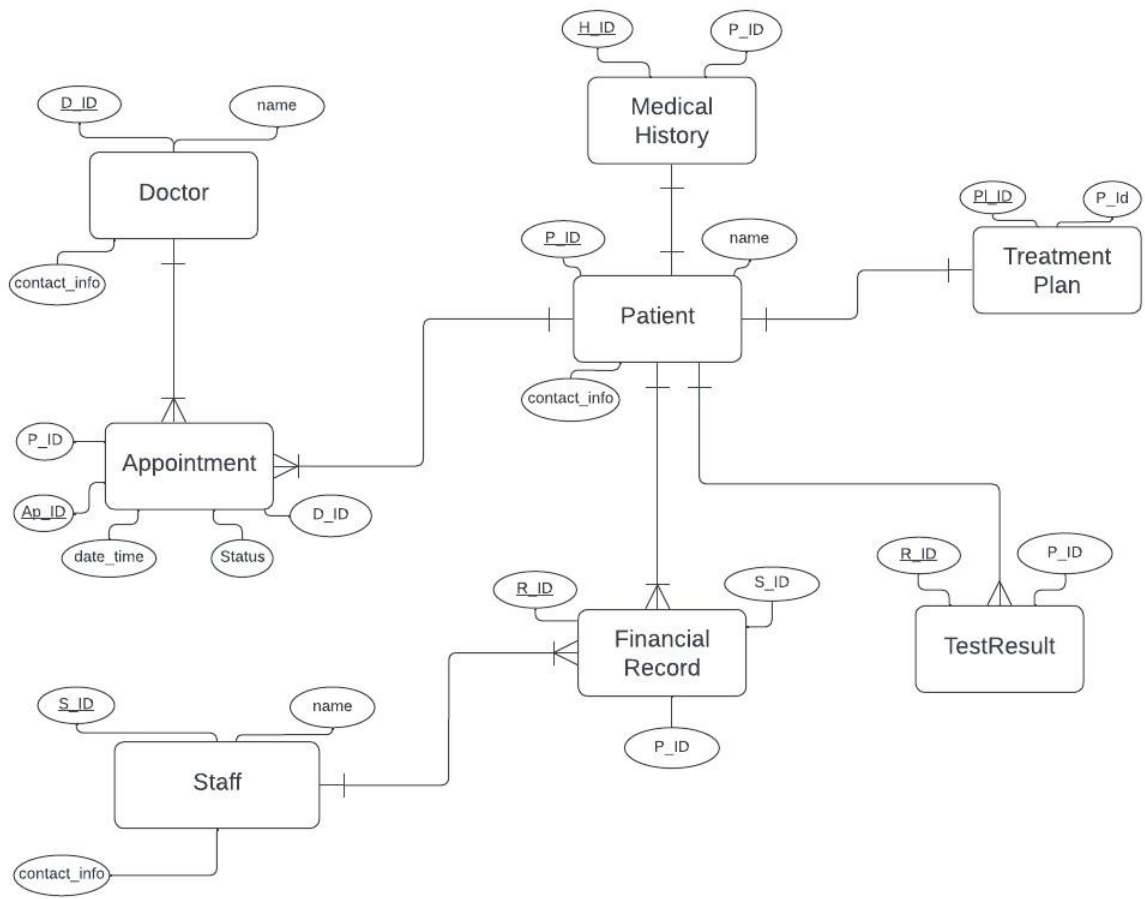 H_ID
P_ID
Medical
History
D_ID
name
Doctor
contact_info
Pl_ID
P_Id
Treatment
Plan
P_ID
name
Patient
contact_info
P_ID
Appointment
Ap_ID
D_ID
date_time
Status
R_ID
S_ID
Financial
Record
P_ID
R_ID
P_ID
TestResult
S_ID
name
Staff
contact_info